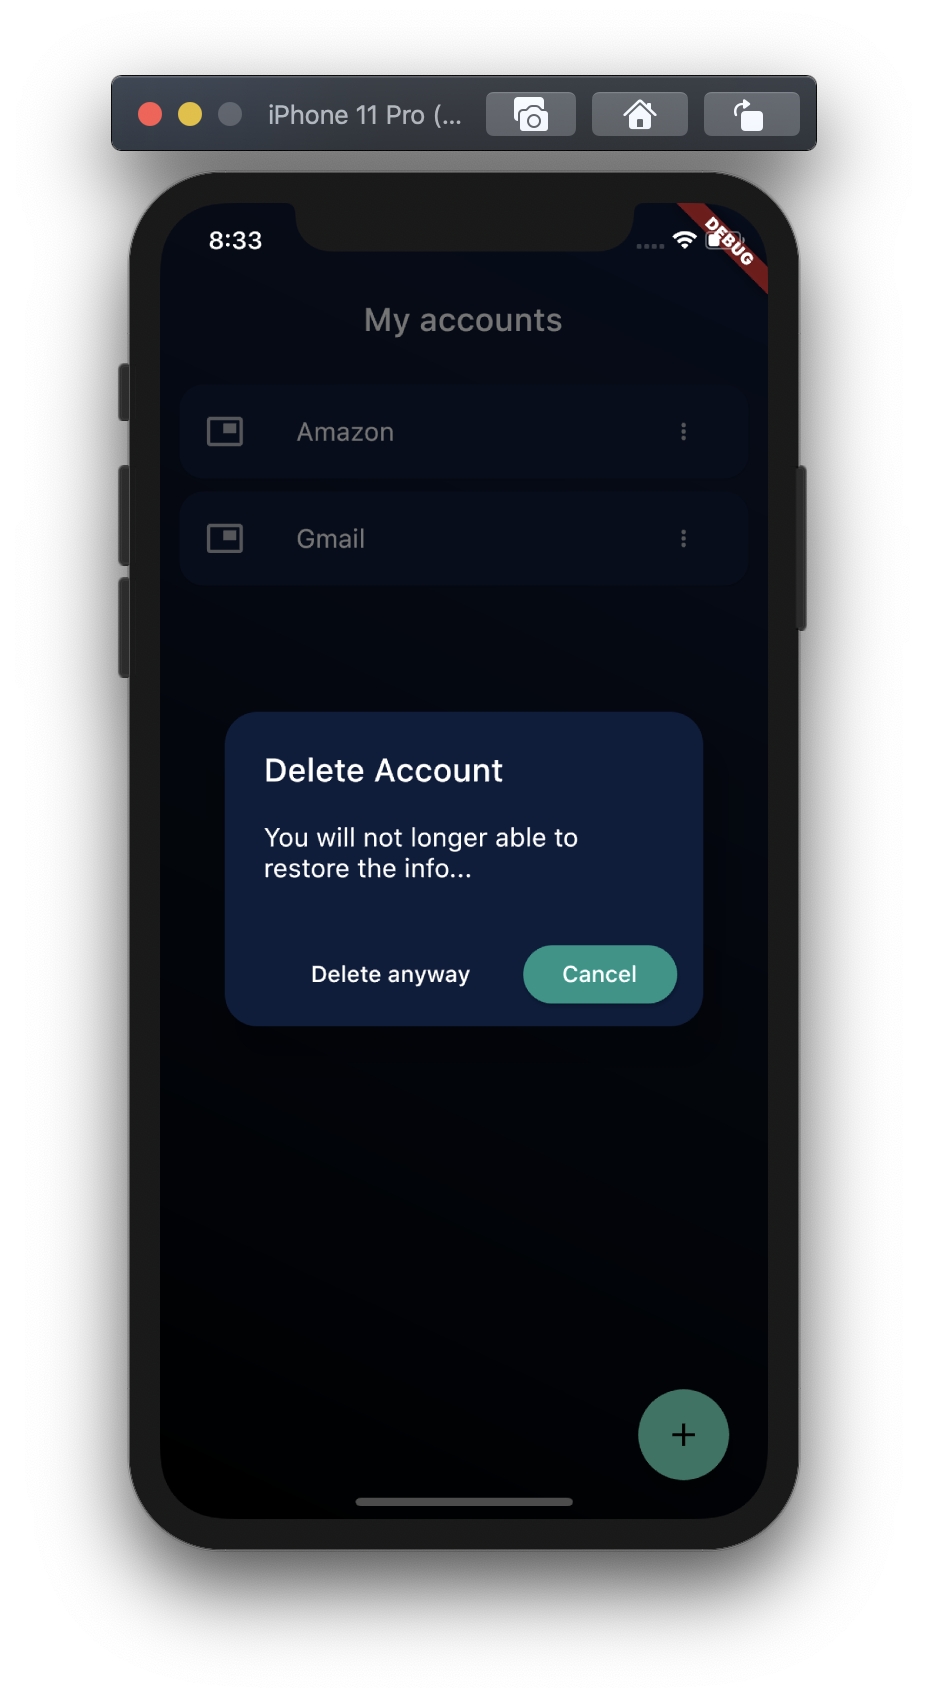 iPhone 11 Pro (...
8:33
DEBUG
My accounts
Amazon
Gmail
Delete Account
You will not longer able to
restore the info...
Delete anyway
Cancel